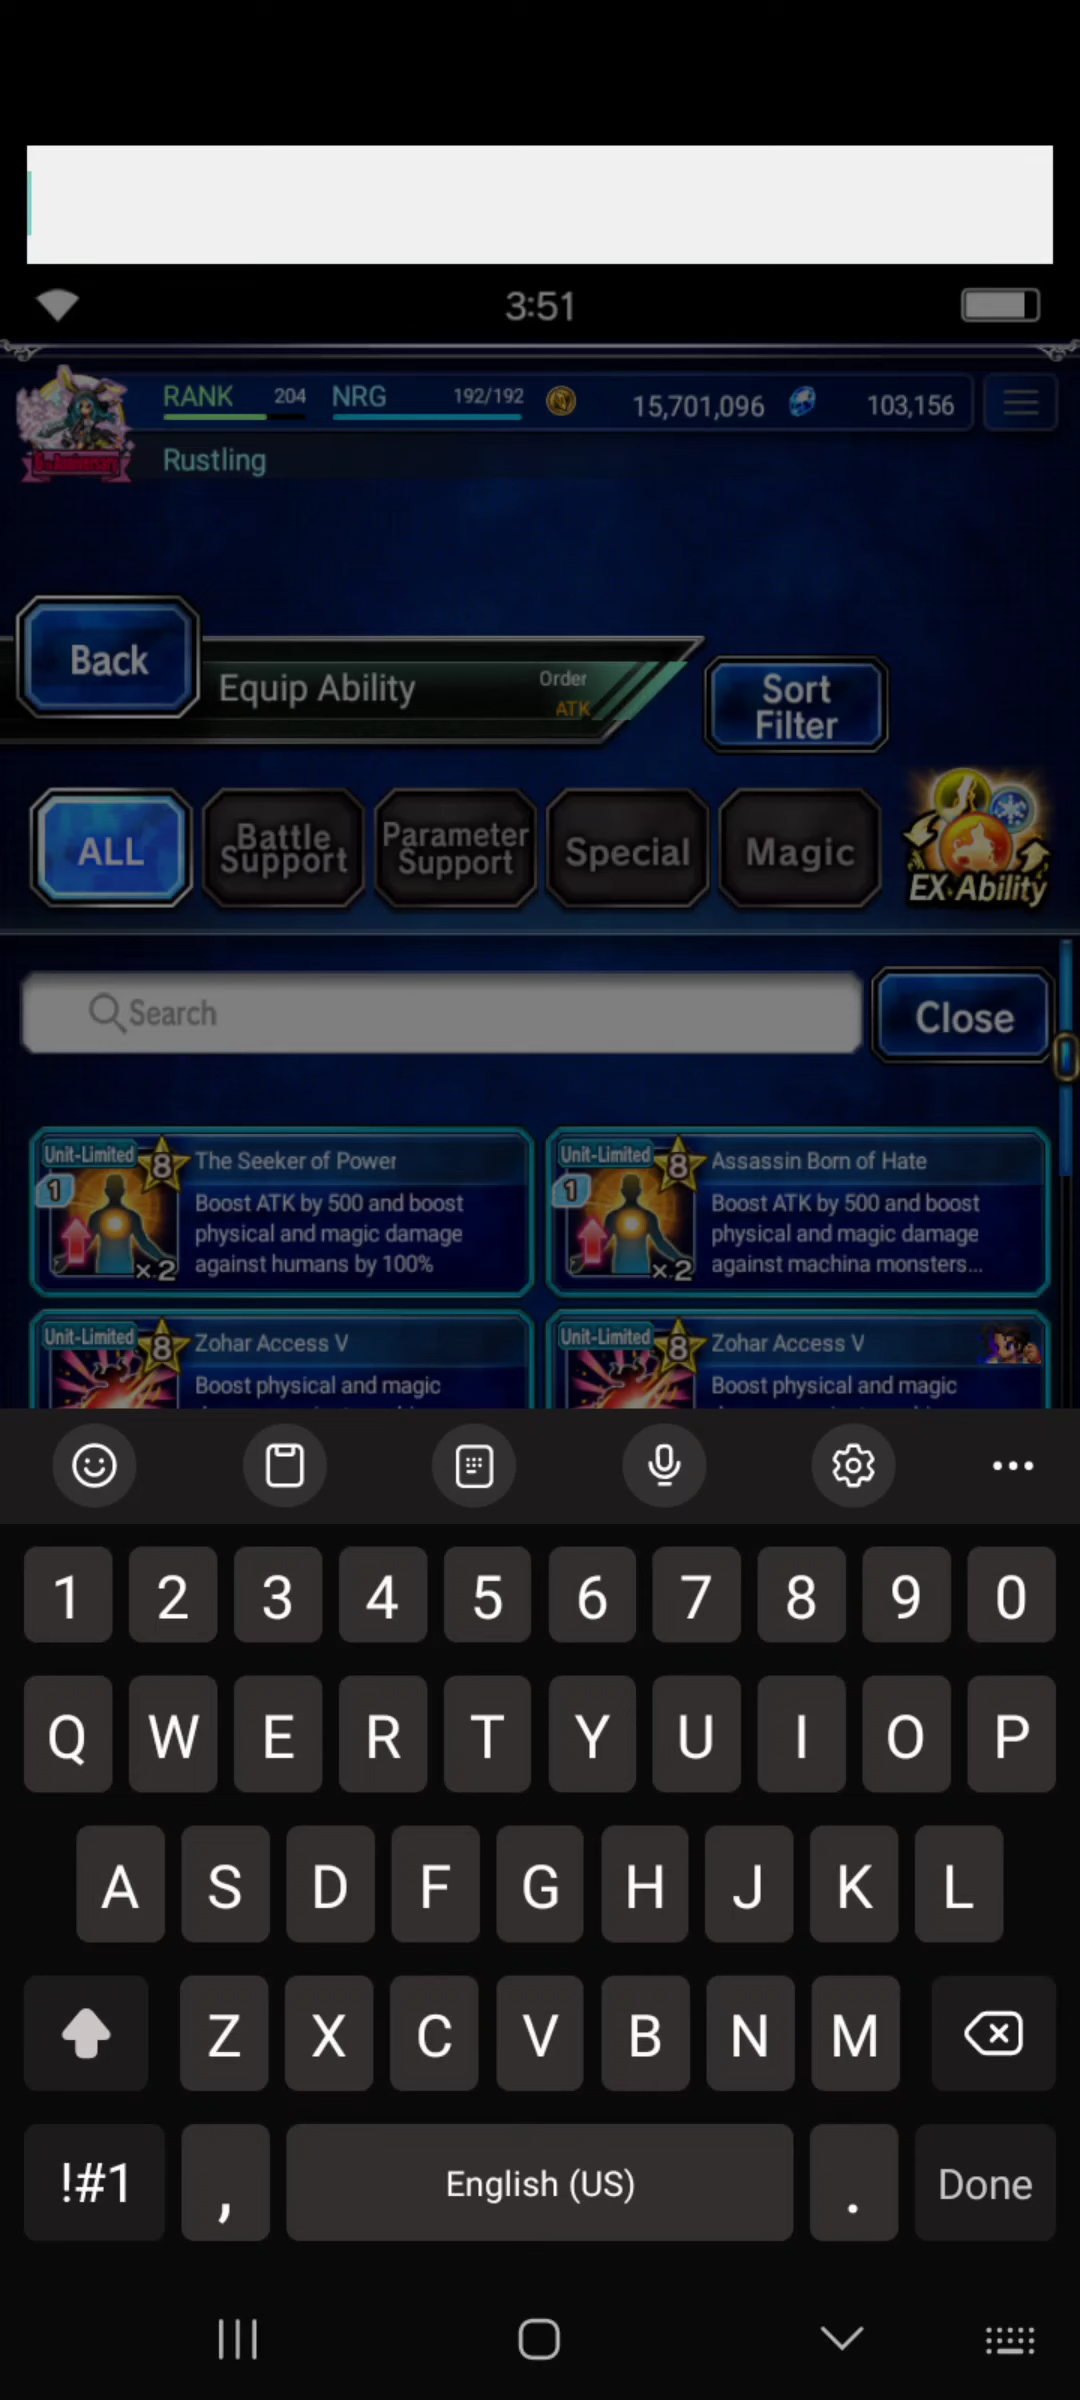 3:51
RANK 204 NRG 192/192 15,701,096 103,156
Rustling
Back
Equip Ability
Order
ATK
Sort
Filter
ALL
Battle
Support
Parameter
Support
Special
Magic
EX Ability
Search
Close
Unit-Limited 8 The Seeker of Power
1
Boost ATK by 500 and boost
physical and magic damage
against humans by 100%
×2
Unit-Limited 8 Assassin Born of Hate
1
Boost ATK by 500 and boost
physical and magic damage
against machina monsters...
×2
Unit-Limited 8 Zohar Access V
Boost physical and magic
Unit-Limited 8 Zohar Access V
Boost physical and magic
1 2 3 4 5 6 7 8 9 0
Q W E R T Y U I O P
A S D F G H J K L
Z X C V B N M
!#1 , English (US) . Done